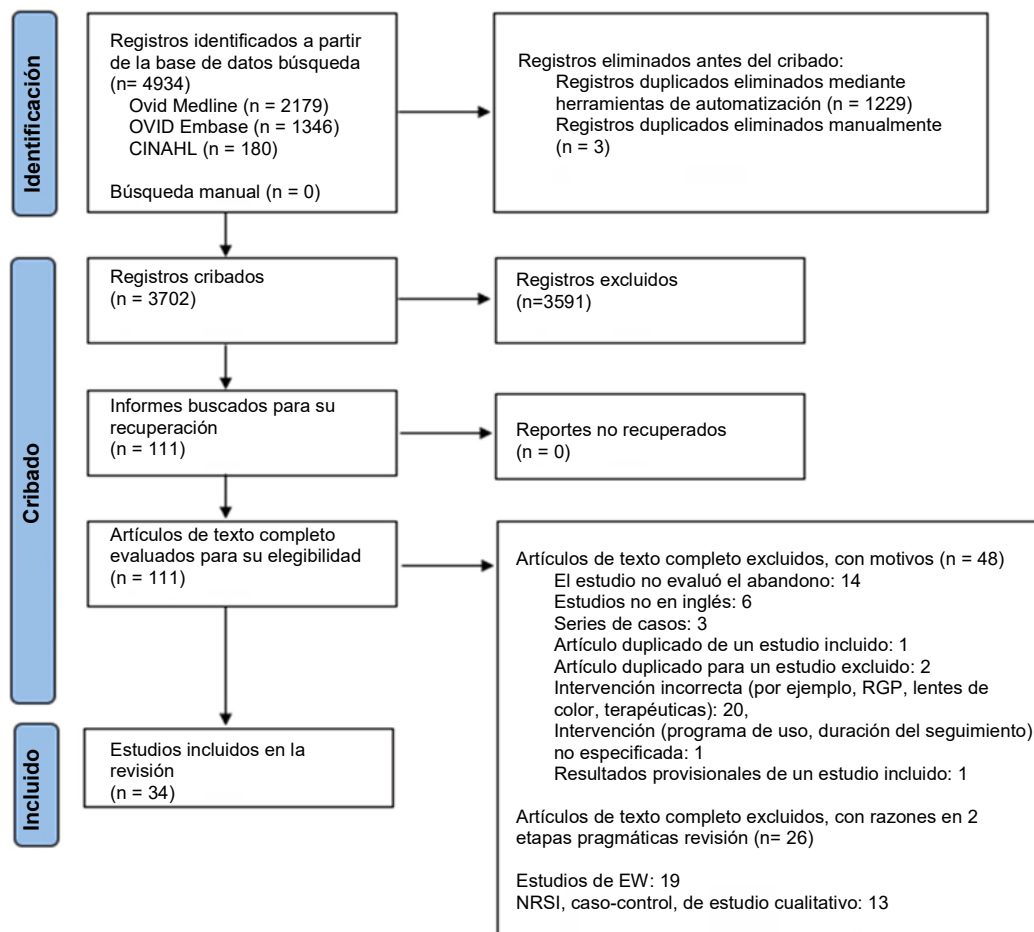 Identificación
Registros identificados a partir
de la base de datos búsqueda
(n= 4934)
Ovid Medline (n = 2179)
OVID Embase (n = 1346)
CINAHL (n = 180)
Búsqueda manual (n = 0)
Registros eliminados antes del cribado:
Registros duplicados eliminados mediante
herramientas de automatización (n = 1229)
Registros duplicados eliminados manualmente
(n = 3)
Cribado
Registros cribados
(n = 3702)
Registros excluidos
(n=3591)
Informes buscados para su
recuperación
(n = 111)
Reportes no recuperados
(n = 0)
Artículos de texto completo
evaluados para su elegibilidad
(n = 111)
Artículos de texto completo excluidos, con motivos (n = 48)
El estudio no evaluó el abandono: 14
Estudios no en inglés: 6
Series de casos: 3
Artículo duplicado de un estudio incluido: 1
Artículo duplicado para un estudio excluido: 2
Intervención incorrecta (por ejemplo, RGP, lentes de
color, terapéuticas): 20,
Intervención (programa de uso, duración del seguimiento)
no especificada: 1
Resultados provisionales de un estudio incluido: 1
Artículos de texto completo excluidos, con razones en 2
etapas pragmáticas revisión (n= 26)
Estudios de EW: 19
NRSI, caso-control, de estudio cualitativo: 13
Incluido
Estudios incluidos en la
revisión
(n = 34)